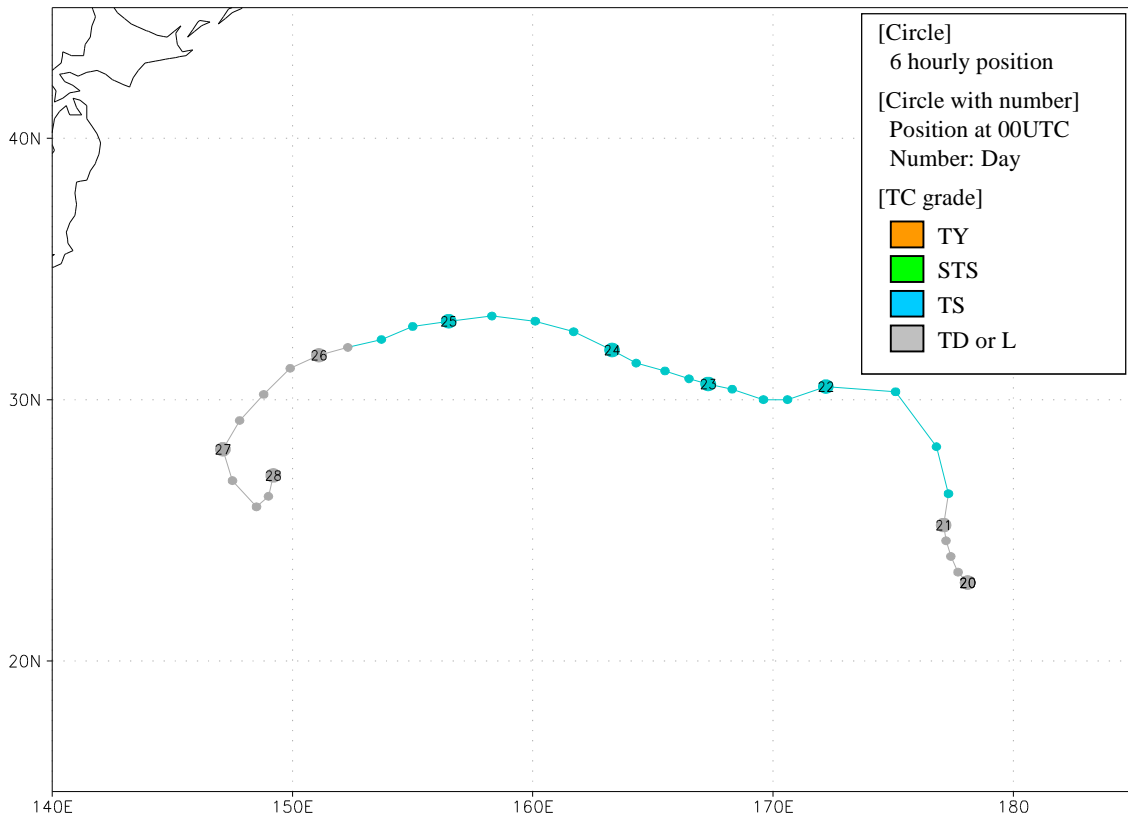 [Circle]
6 hourly position
[Circle with number]
Position at 00UTC
Number: Day
[TC grade]
TY
STS
TS
TD or L
40N
30N
20N
140E
150E
160E
170E
180
25
26
24
23
22
27
28
21
20